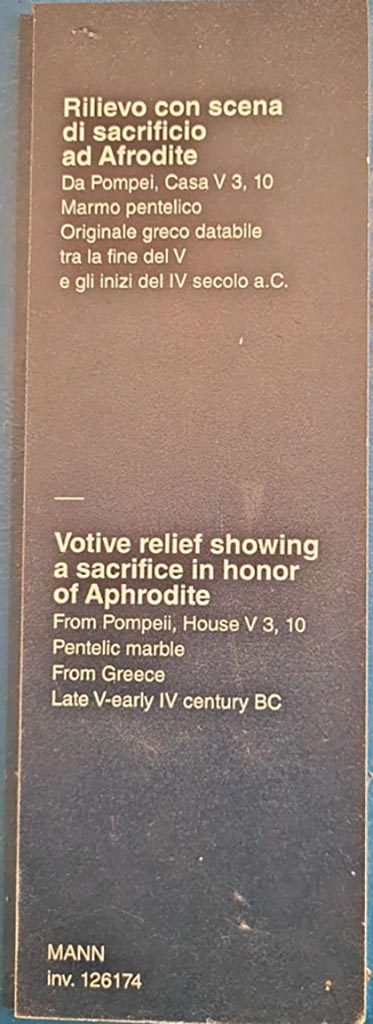 Rilievo con scena
di sacrificio
ad Afrodite
Da Pompei, Casa V 3, 10
Marmo pentelico
Originale greco databile
tra la fine del V
e gli inizi del IV secolo a.C.
—
Votive relief showing
a sacrifice in honor
of Aphrodite
From Pompeii, House V 3, 10
Pentelic marble
From Greece
Late V-early IV century BC
MANN
inv. 126174